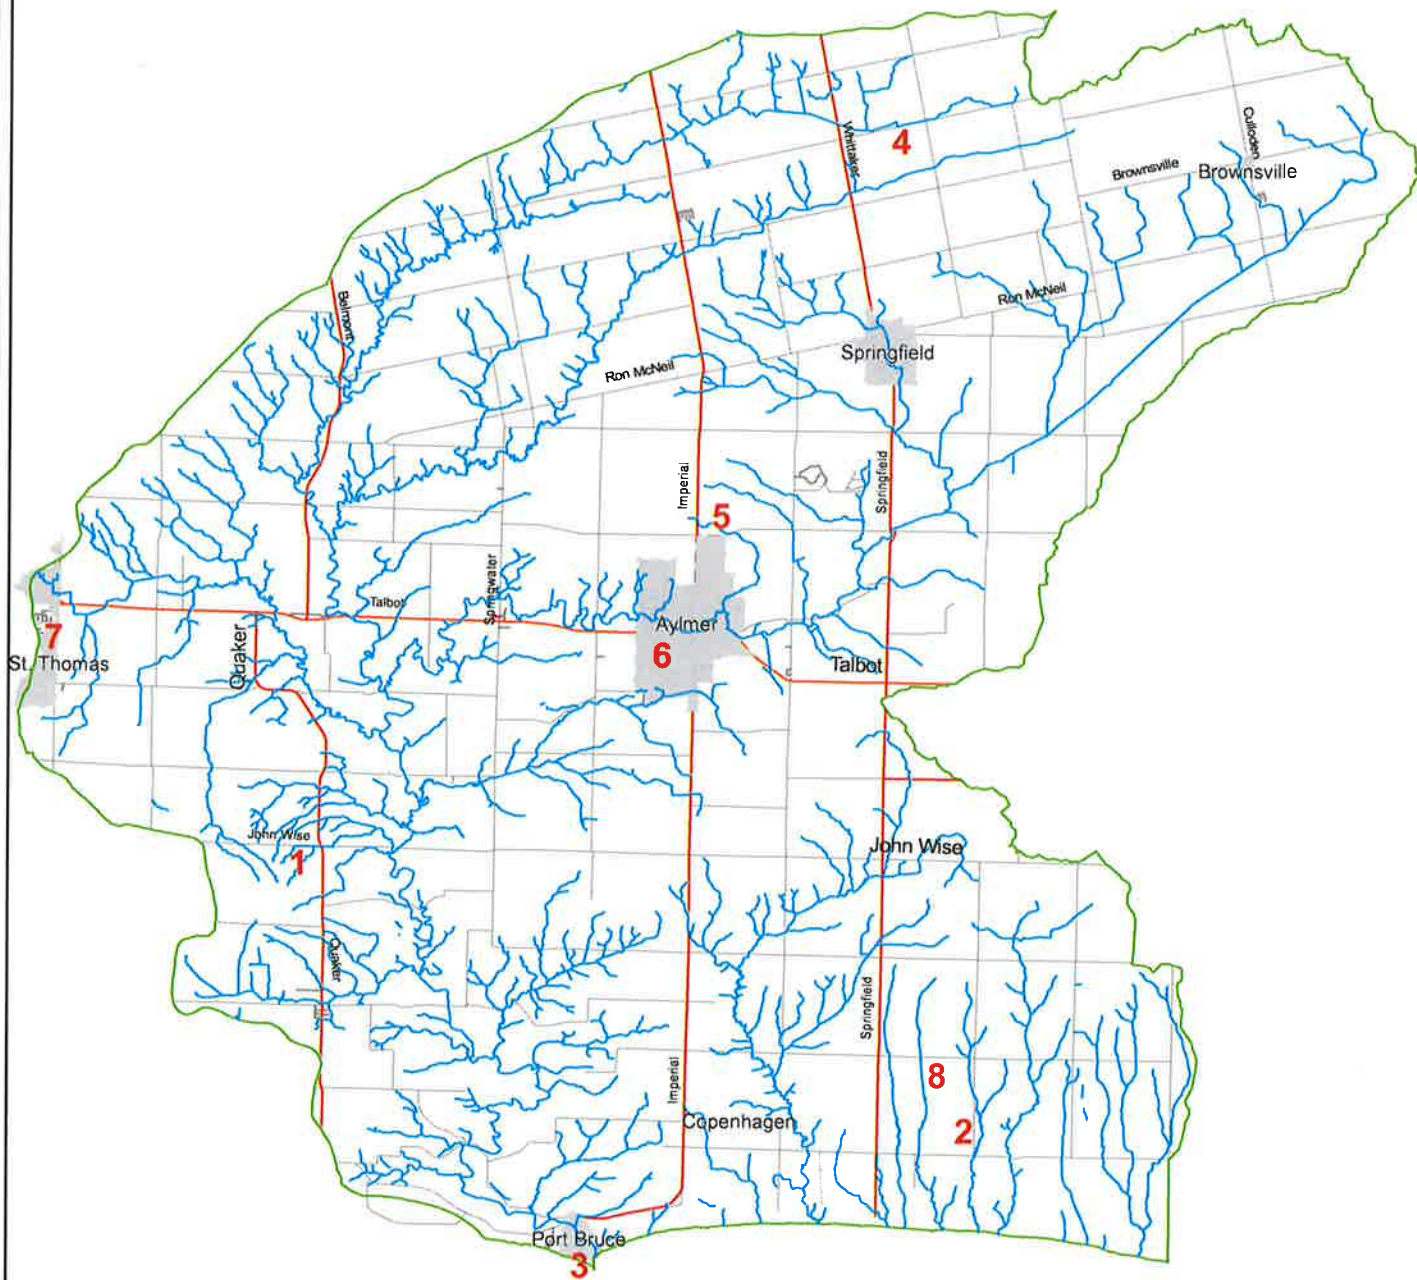 Whittaker
4
Culloden
Brownsville
Brownsville
Belmont
Ron McNeil
Springfield
Ron McNeil
Imperial
Springfield
5
Springwater
Talbot
Aylmer
6
7
St. Thomas
Quaker
Talbot
John Wise
1
John Wise
Quaker
Springfield
Imperial
8
Copenhagen
2
Port Bruce
3